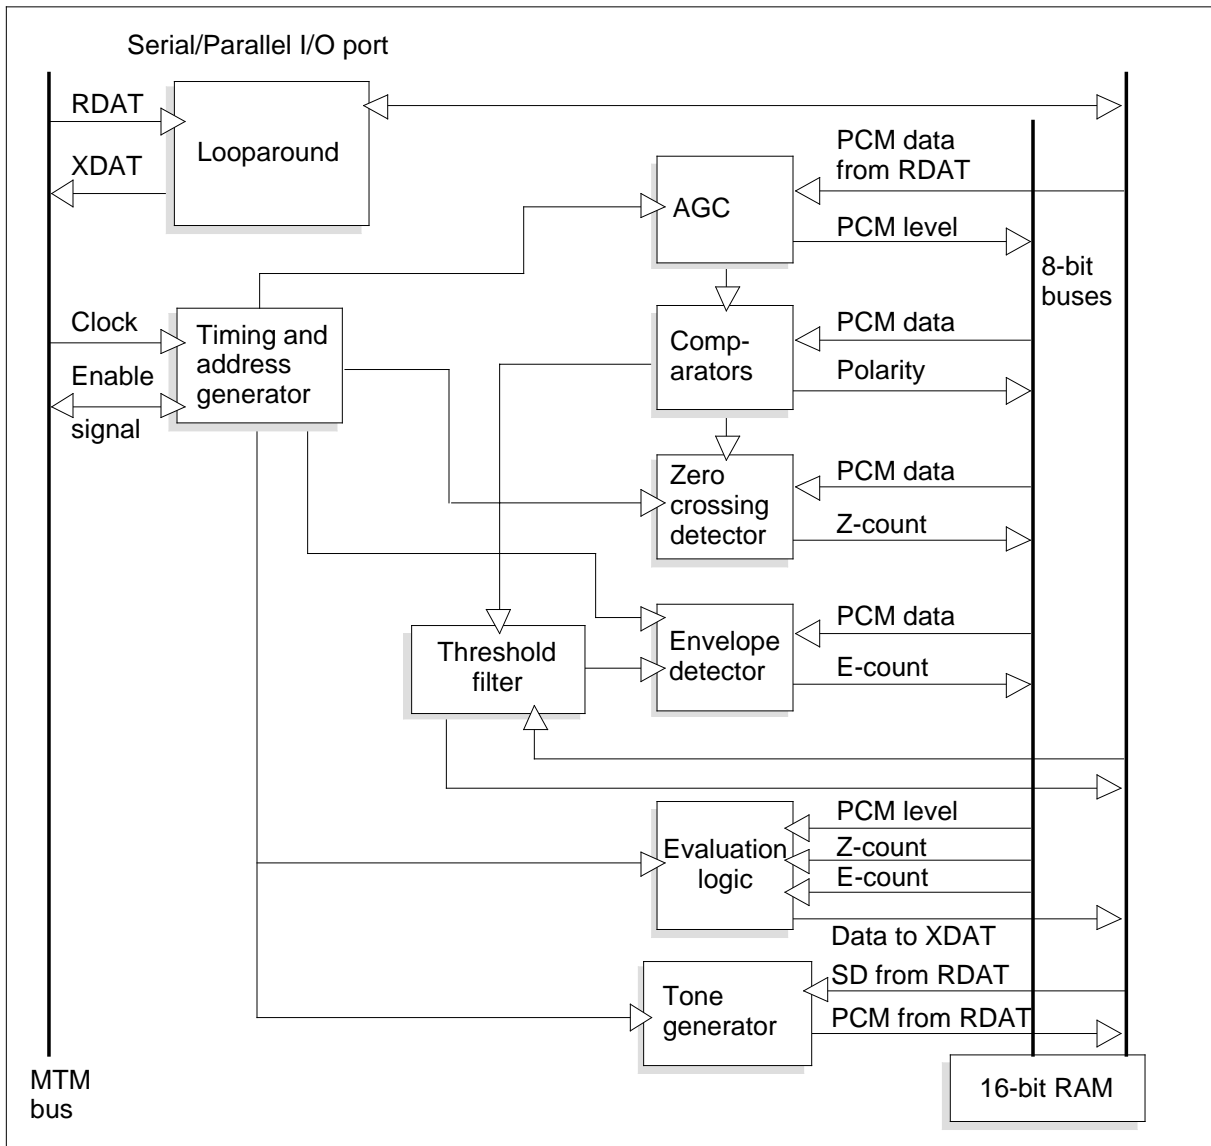 Serial/Parallel I/O port
RDAT
Looparound
XDAT
PCM data
from RDAT
AGC
PCM level
8-bit
buses
Clock
Timing and
address
generator
Enable
signal
PCM data
Comp-
arators
Polarity
Zero
crossing
detector
PCM data
Z-count
Threshold
filter
Envelope
detector
PCM data
E-count
Evaluation
logic
PCM level
Z-count
E-count
Data to XDAT
Tone
generator
SD from RDAT
PCM from RDAT
MTM
bus
16-bit RAM